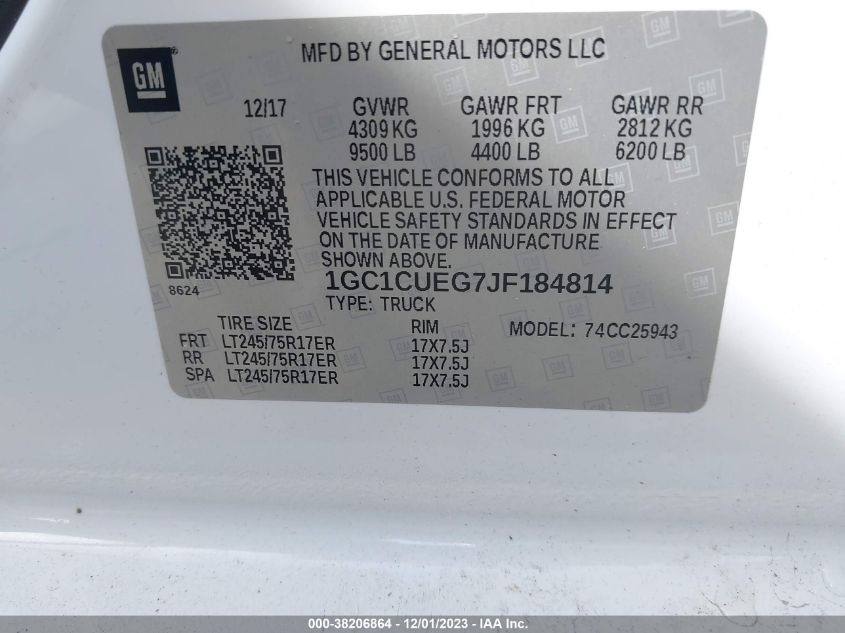 GM
MFD BY GENERAL MOTORS LLC
12/17 GVWR GAWR FRT GAWR RR
4309 KG 1996 KG 2812 KG
9500 LB 4400 LB 6200 LB
THIS VEHICLE CONFORMS TO ALL
APPLICABLE U.S. FEDERAL MOTOR
VEHICLE SAFETY STANDARDS IN EFFECT
ON THE DATE OF MANUFACTURE
SHOWN ABOVE.
8624
1GC1CUEG7JF184814
TYPE: TRUCK
TIRE SIZE RIM MODEL: 74CC25943
FRT LT245/75R17ER 17X7.5J
RR LT245/75R17ER 17X7.5J
SPA LT245/75R17ER 17X7.5J
000-38206864 - 12/01/2023 - IAA Inc.